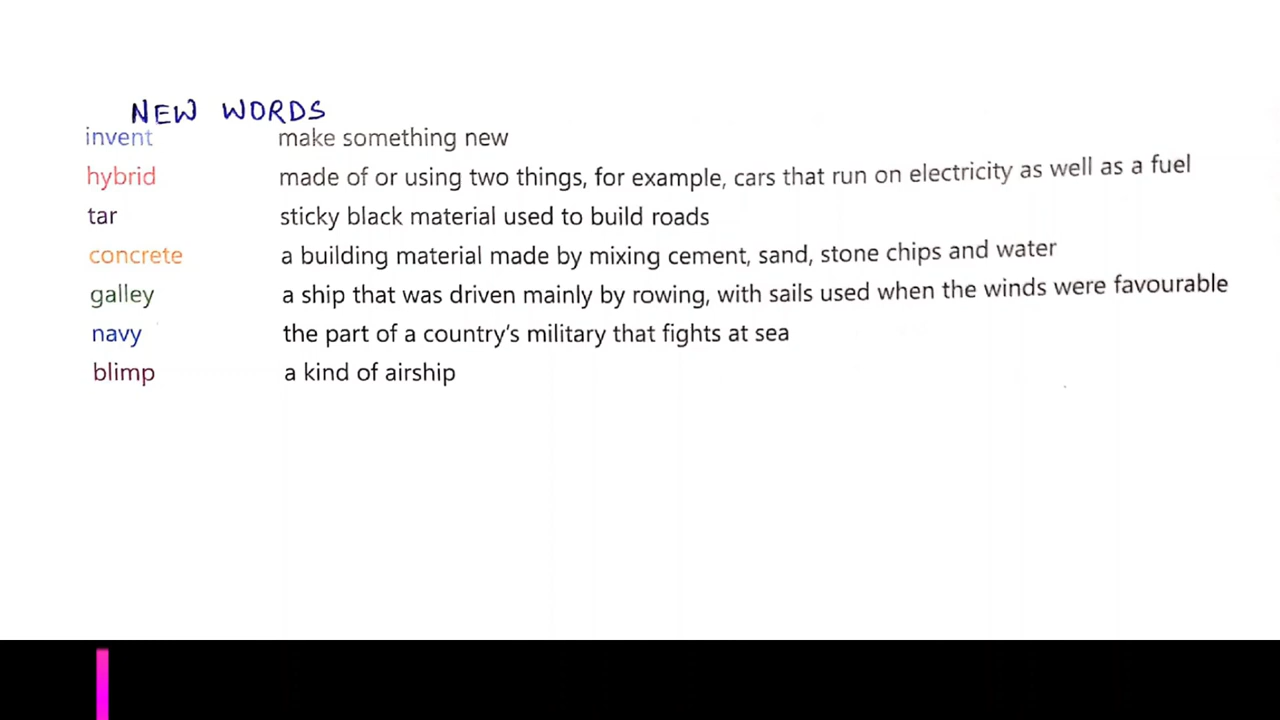 NEW WORDS
invent make something new
hybrid made of or using two things, for example, cars that run on electricity as well as a fuel
tar sticky black material used to build roads
concrete a building material made by mixing cement, sand, stone chips and water
galley a ship that was driven mainly by rowing, with sails used when the winds were favourable
navy the part of a country's military that fights at sea
blimp a kind of airship